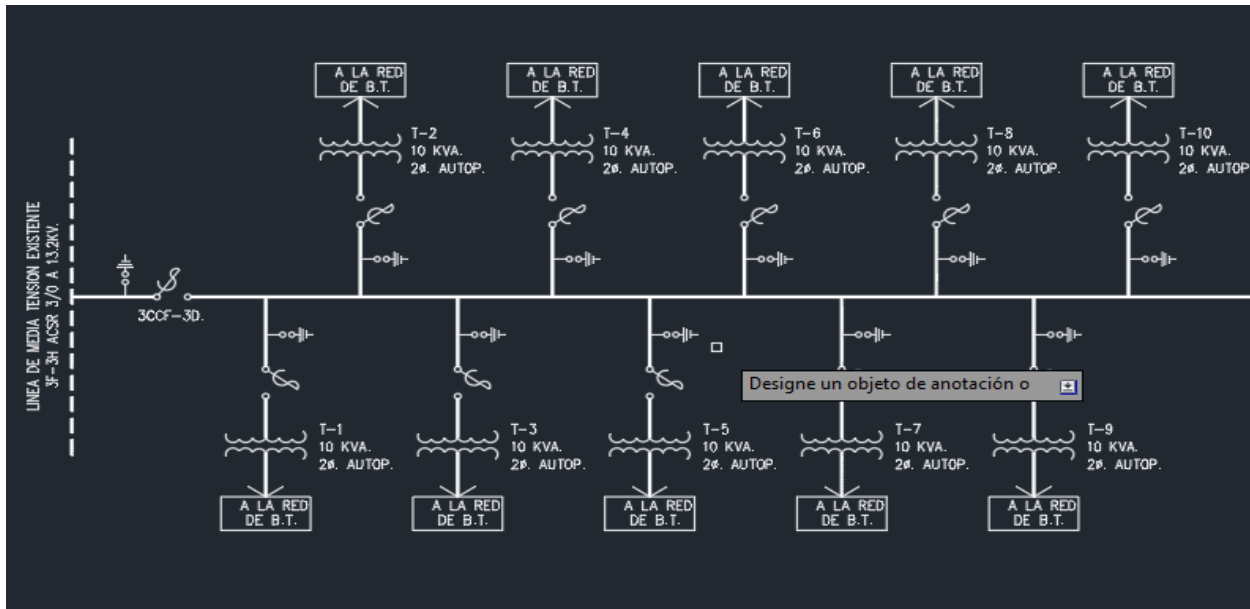 A LA RED
DE B.T.
A LA RED
DE B.T.
A LA RED
DE B.T.
A LA RED
DE B.T.
A LA RED
DE B.T.
T-2
10 KVA.
2ø. AUTOP.
T-4
10 KVA.
2ø. AUTOP.
T-6
10 KVA.
2ø. AUTOP.
T-8
10 KVA.
2ø. AUTOP.
T-10
10 KVA.
2ø. AUTOP.
LINEA DE MEDIA TENSION EXISTENTE
3F-3H ACSR 3/0 A 13.2KV.
3CCF-3D.
Designe un objeto de anotación o
T-1
10 KVA.
2ø. AUTOP.
T-3
10 KVA.
2ø. AUTOP.
T-5
10 KVA.
2ø. AUTOP.
T-7
10 KVA.
2ø. AUTOP.
T-9
10 KVA.
2ø. AUTOP.
A LA RED
DE B.T.
A LA RED
DE B.T.
A LA RED
DE B.T.
A LA RED
DE B.T.
A LA RED
DE B.T.